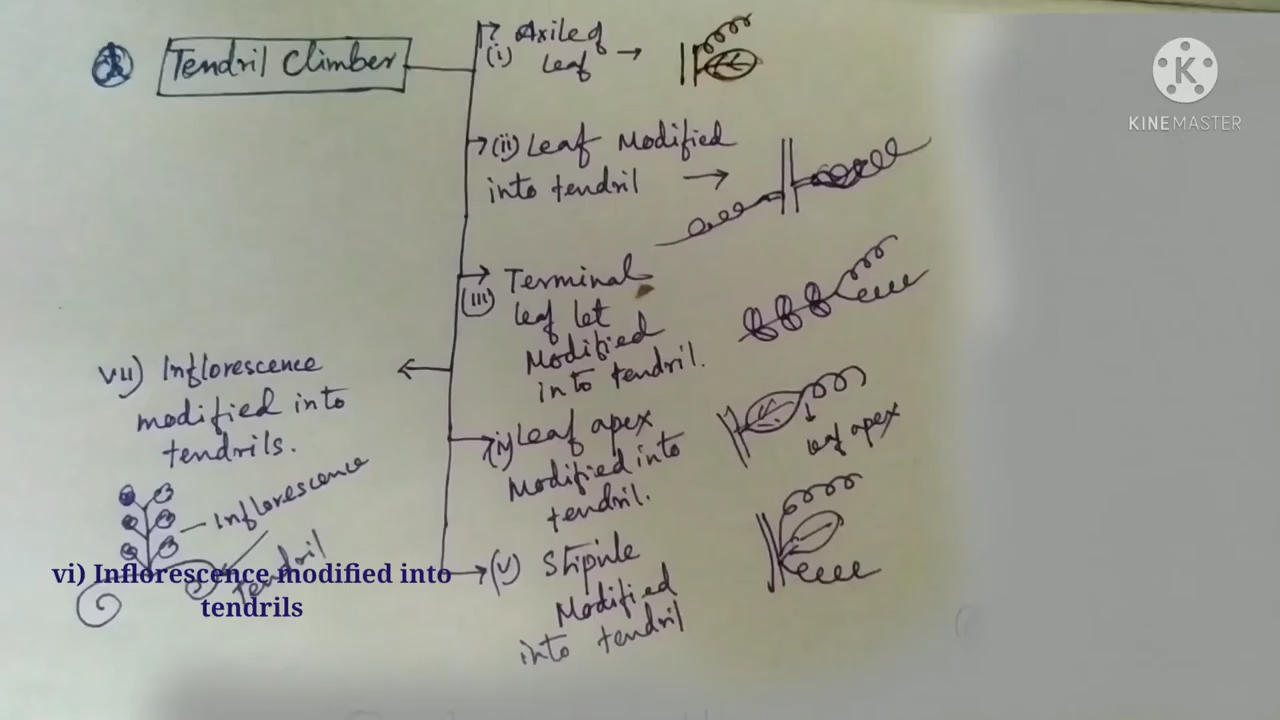 Tendril Climber
(i) Axiled
leaf →
KINEMASTER
(ii) Leaf Modified
into tendril →
(iii) Terminal
leaf let
Modified
into tendril.
(iv) Leaf apex
Modified into
tendril.
leaf apex
(v) Stipule
Modified
into tendril
vii) Inflorescence
modified into
tendrils.
Inflorescence
Tendril
vi) Inflorescence modified into
tendrils